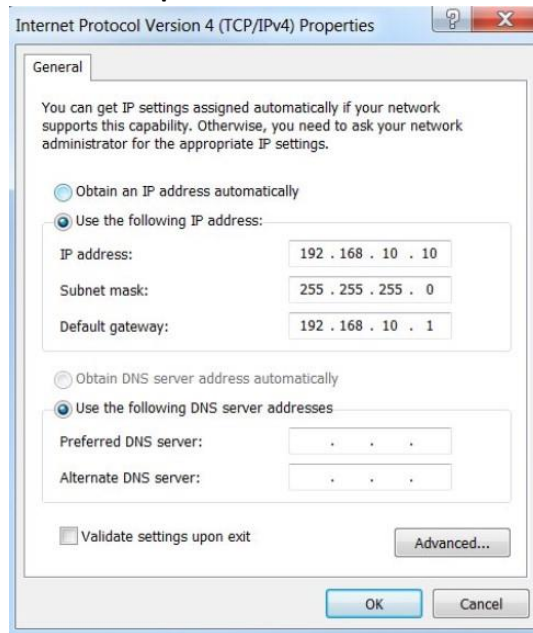 Internet Protocol Version 4 (TCP/IPv4) Properties
General
You can get IP settings assigned automatically if your network
supports this capability. Otherwise, you need to ask your network
administrator for the appropriate IP settings.
Obtain an IP address automatically
Use the following IP address:
IP address: 192 . 168 . 10 . 10
Subnet mask: 255 . 255 . 255 . 0
Default gateway: 192 . 168 . 10 . 1
Obtain DNS server address automatically
Use the following DNS server addresses
Preferred DNS server: . . .
Alternate DNS server: . . .
Validate settings upon exit
Advanced...
OK Cancel